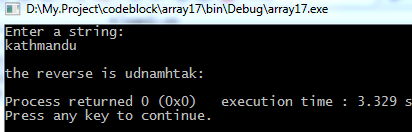 D:\My.Project\codeblock\array17\bin\Debug\array17.exe
Enter a string:
kathmandu
the reverse is udnamhtak:
Process returned 0 (0x0)   execution time : 3.329 s
Press any key to continue.